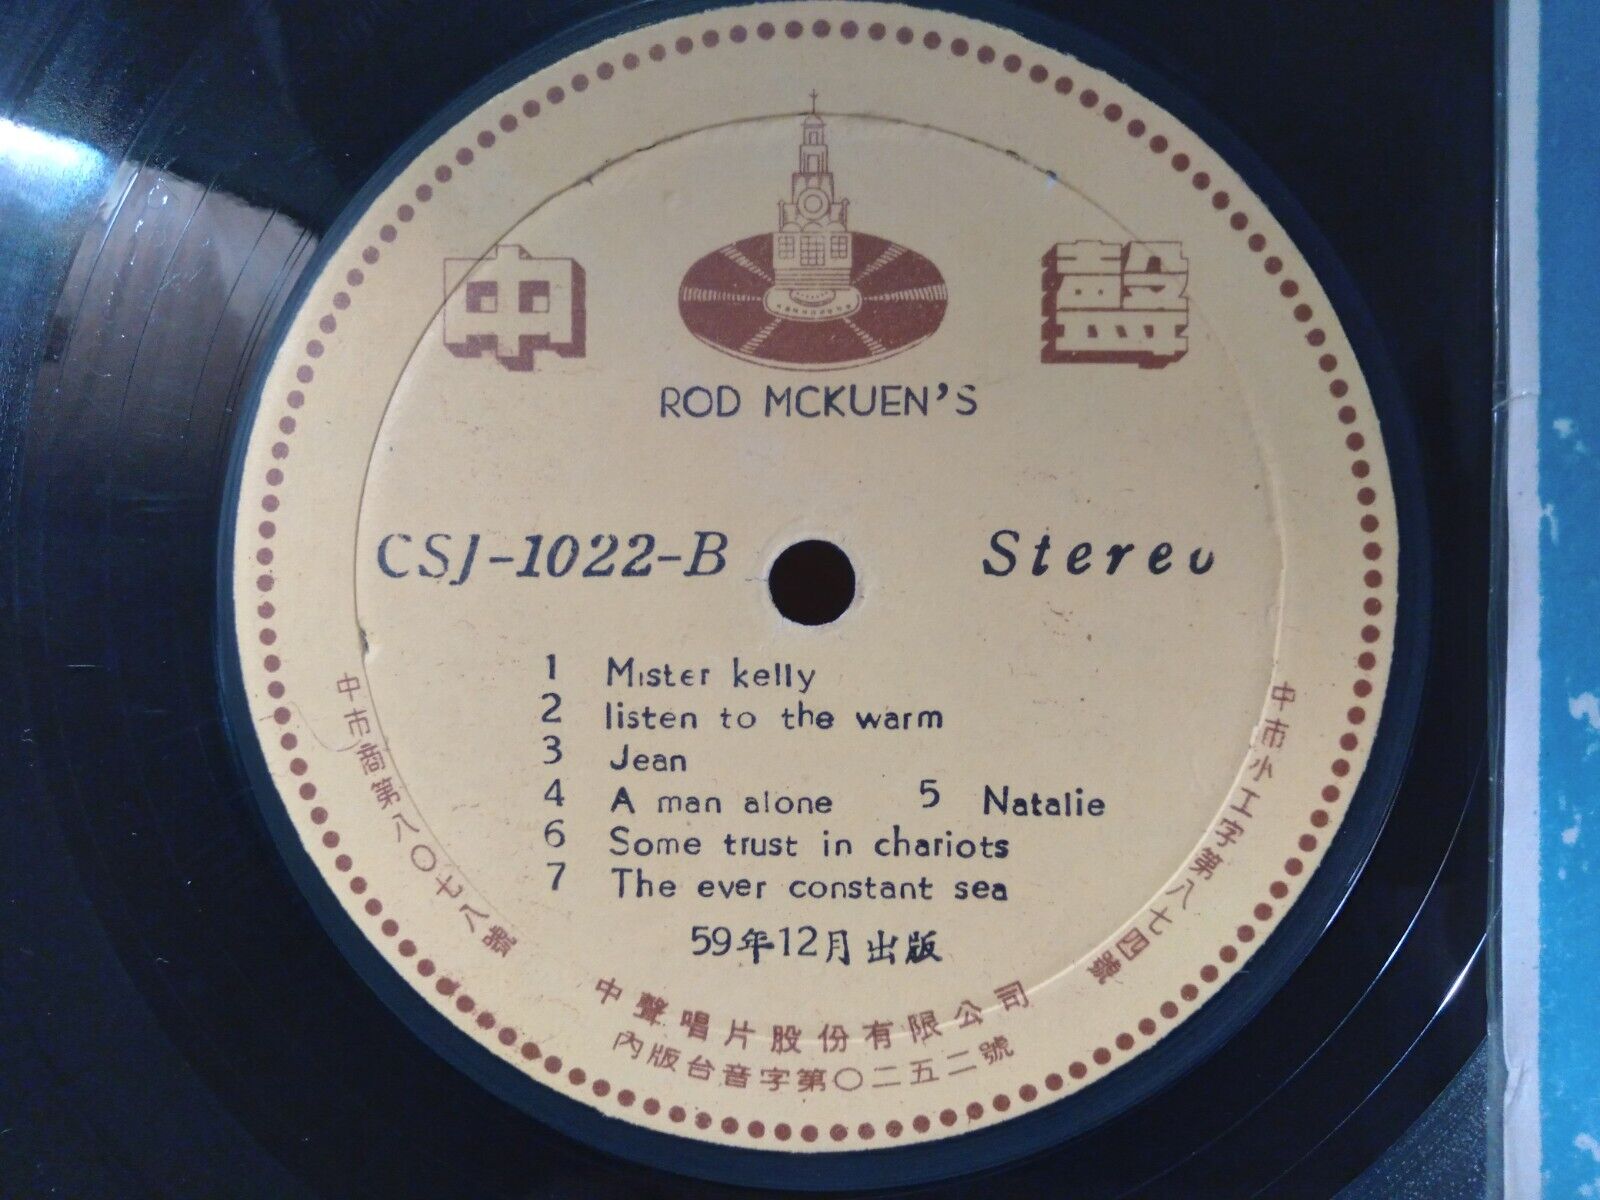 中聲
ROD MCKUEN'S
CSJ-1022-B Stereo
1 Mister kelly
2 listen to the warm
3 Jean
4 A man alone 5 Natalie
6 Some trust in chariots
7 The ever constant sea
59年12月出版
中市商第八〇七八號
中市小工字第八七四號
中聲唱片股份有限公司
內版台音字第〇二五二號